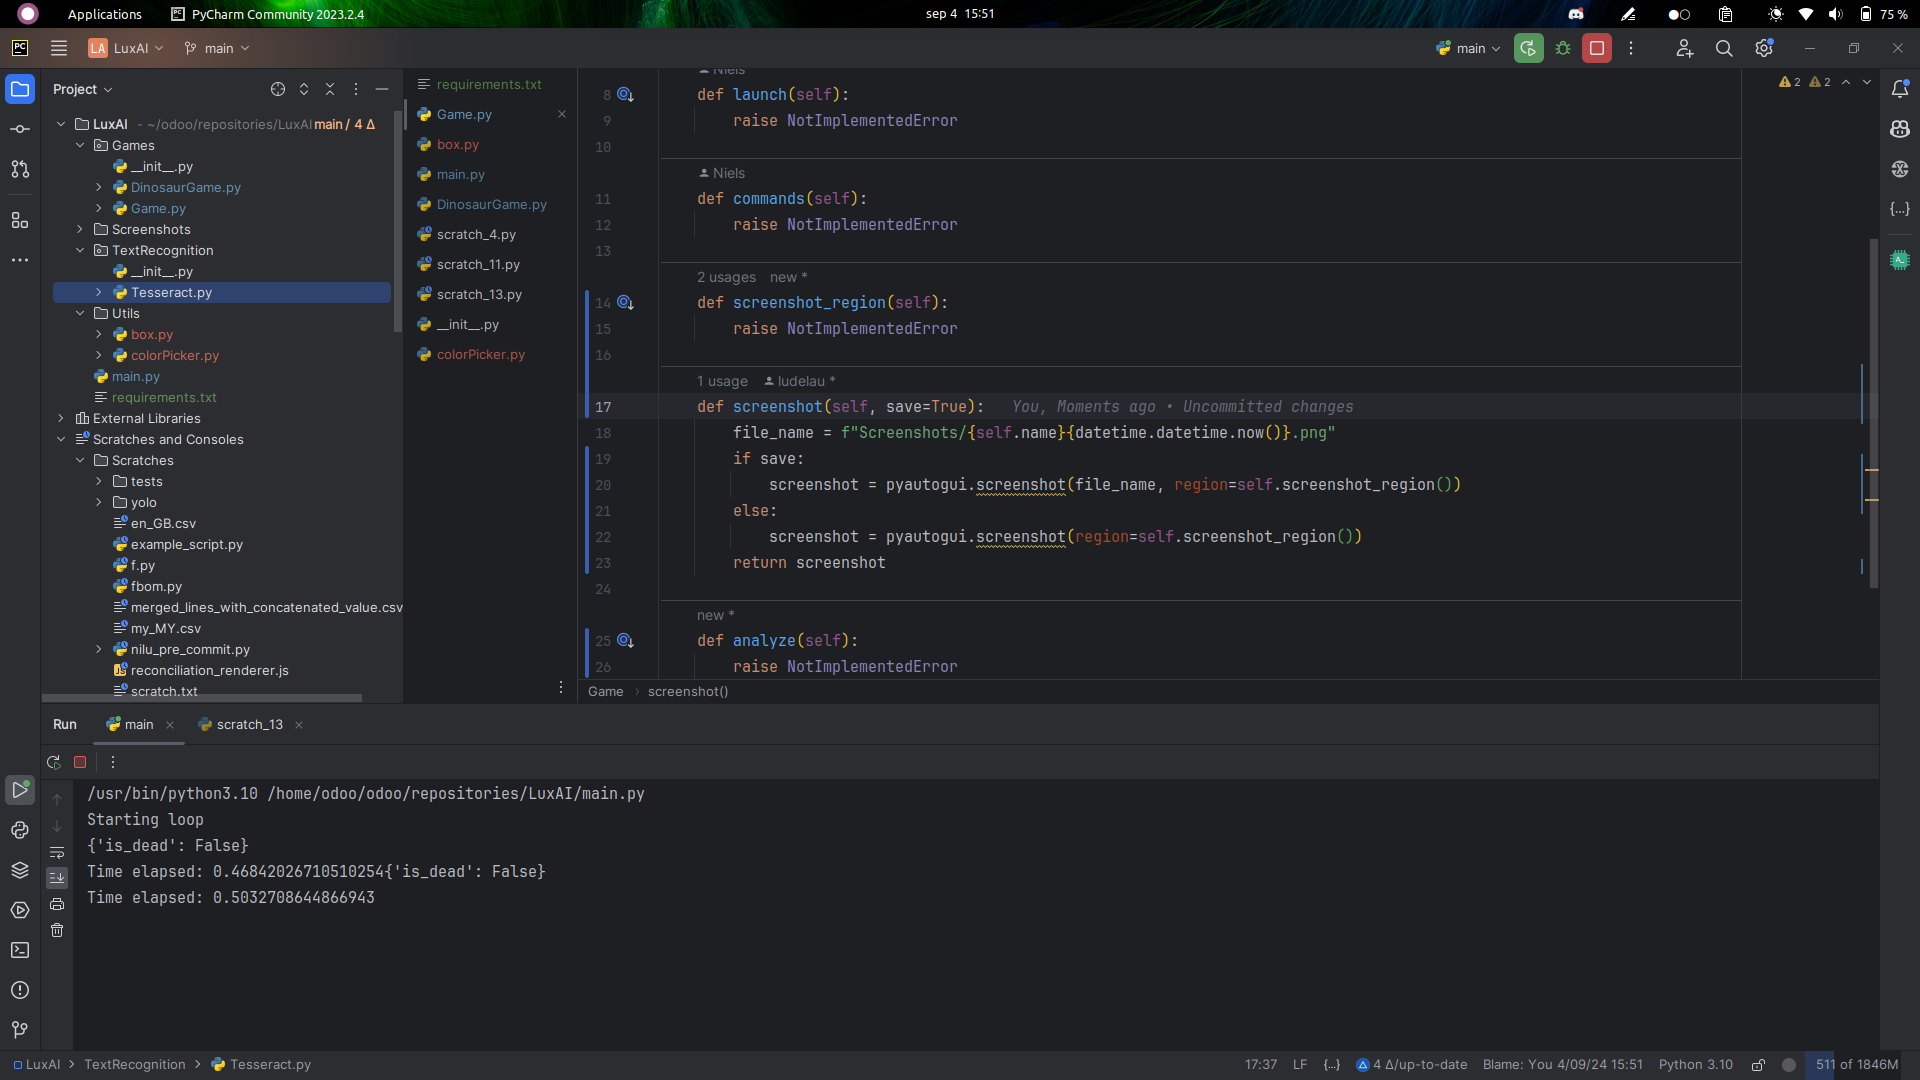 Applications
PyCharm Community 2023.2.4
sep 4 15:51
75 %
PC
LA
LuxAI
main
main
Project
LuxAI - ~/odoo/repositories/LuxAI main / 4 Δ
Games
__init__.py
DinosaurGame.py
Game.py
Screenshots
TextRecognition
__init__.py
Tesseract.py
Utils
box.py
colorPicker.py
main.py
requirements.txt
External Libraries
Scratches and Consoles
Scratches
tests
yolo
en_GB.csv
example_script.py
f.py
fbom.py
merged_lines_with_concatenated_value.csv
my_MY.csv
nilu_pre_commit.py
reconciliation_renderer.js
scratch.txt
requirements.txt
Game.py
box.py
main.py
DinosaurGame.py
scratch_4.py
scratch_11.py
scratch_13.py
__init__.py
colorPicker.py
2 2
Niels
8 def launch(self):
9 raise NotImplementedError
10
Niels
11 def commands(self):
12 raise NotImplementedError
13
2 usages new *
14 def screenshot_region(self):
15 raise NotImplementedError
16
1 usage ludelau *
17 def screenshot(self, save=True): You, Moments ago • Uncommitted changes
18 file_name = f"Screenshots/{self.name}{datetime.datetime.now()}.png"
19 if save:
20 screenshot = pyautogui.screenshot(file_name, region=self.screenshot_region())
21 else:
22 screenshot = pyautogui.screenshot(region=self.screenshot_region())
23 return screenshot
24
new *
25 def analyze(self):
26 raise NotImplementedError
Game › screenshot()
Run main scratch_13
/usr/bin/python3.10 /home/odoo/odoo/repositories/LuxAI/main.py
Starting loop
{'is_dead': False}
Time elapsed: 0.46842026710510254{'is_dead': False}
Time elapsed: 0.5032708644866943
LuxAI > TextRecognition > Tesseract.py
17:37 LF {..} 4 Δ/up-to-date Blame: You 4/09/24 15:51 Python 3.10 511 of 1846M